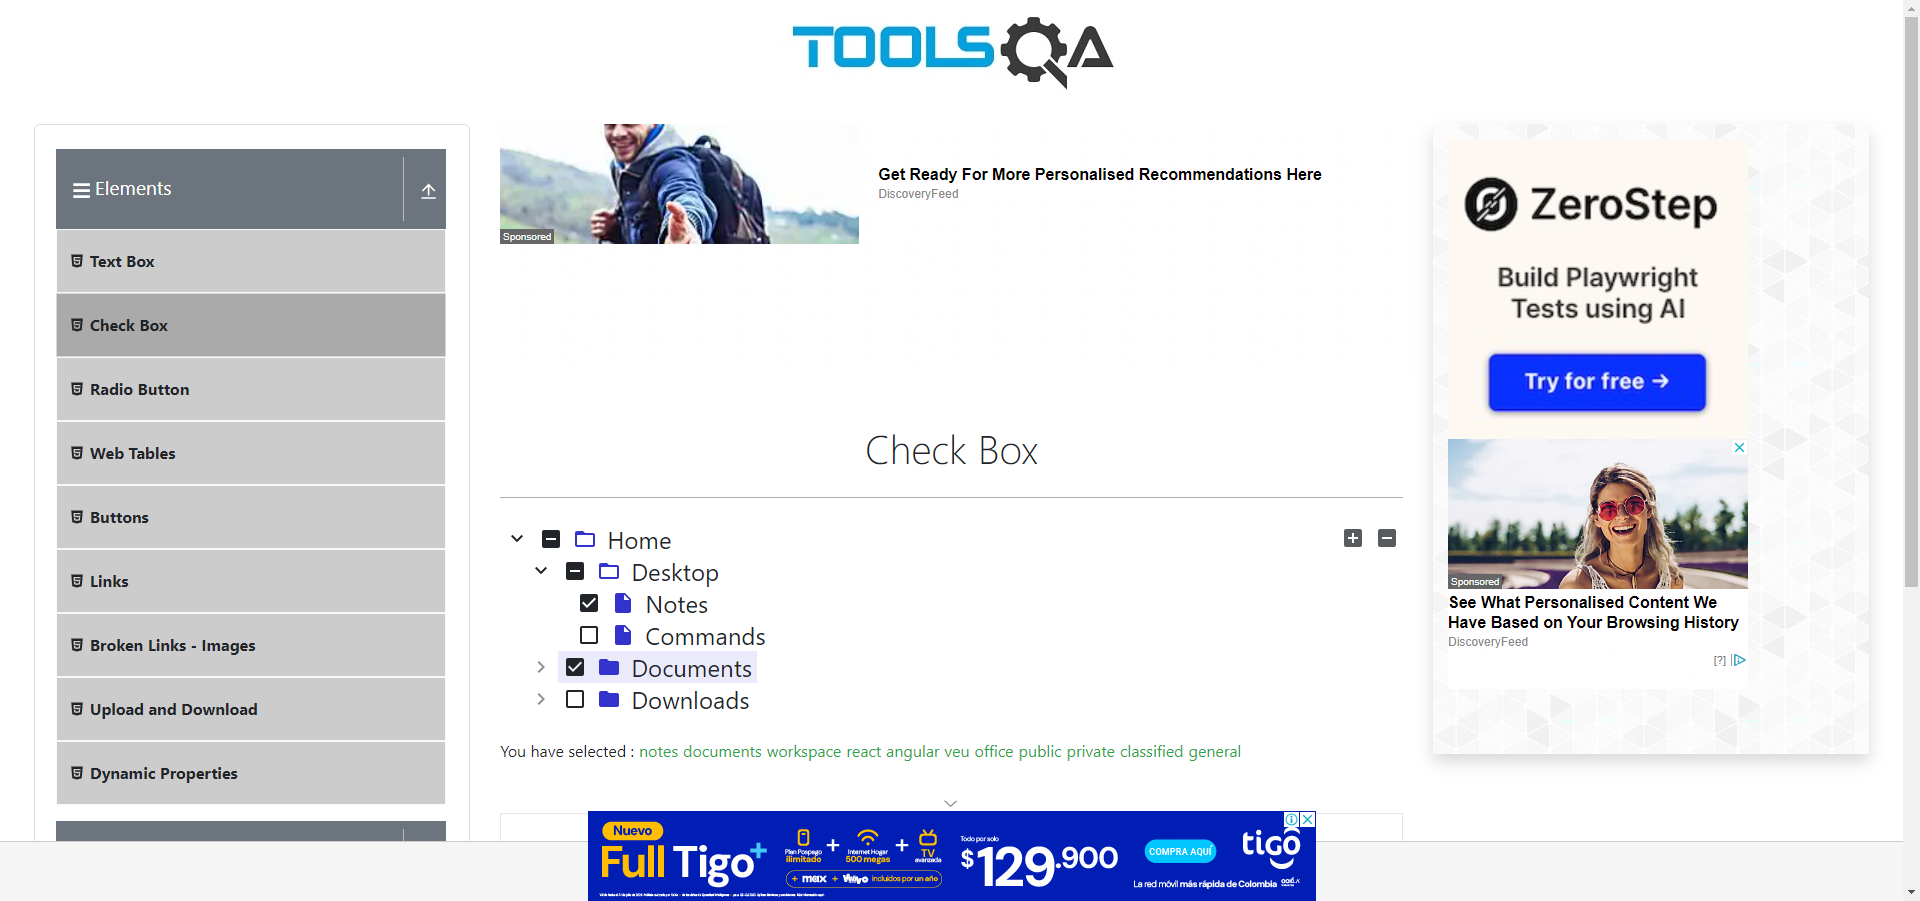 TOOLSQA
Elements
Text Box
Check Box
Radio Button
Web Tables
Buttons
Links
Broken Links - Images
Upload and Download
Dynamic Properties
Sponsored
Get Ready For More Personalised Recommendations Here
DiscoveryFeed
Check Box
Home
Desktop
Notes
Commands
Documents
Downloads
You have selected : notes documents workspace react angular veu office public private classified general
ZeroStep
Build Playwright
Tests using AI
Try for free →
Sponsored
See What Personalised Content We
Have Based on Your Browsing History
DiscoveryFeed
[?]
Nuevo
Full Tigo+
Plan Pospago
ilimitado
+
Internet Hogar
500 megas
+
TV
avanzada
+ max + incluidos por un año
Todo por solo
$129.900
COMPRA AQUÍ
tigo
La red móvil más rápida de Colombia